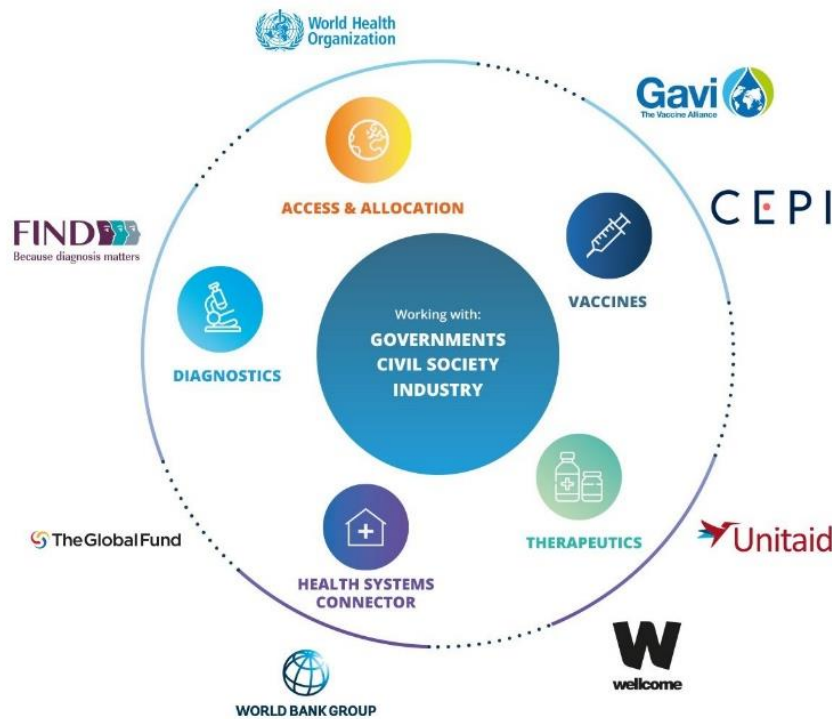 World Health
Organization
Gavi
The Vaccine Alliance
CEPI
FIND
Because diagnosis matters
ACCESS & ALLOCATION
VACCINES
Working with:
GOVERNMENTS
CIVIL SOCIETY
INDUSTRY
DIAGNOSTICS
THERAPEUTICS
HEALTH SYSTEMS
CONNECTOR
TheGlobalFund
Unitaid
W
wellcome
WORLD BANK GROUP